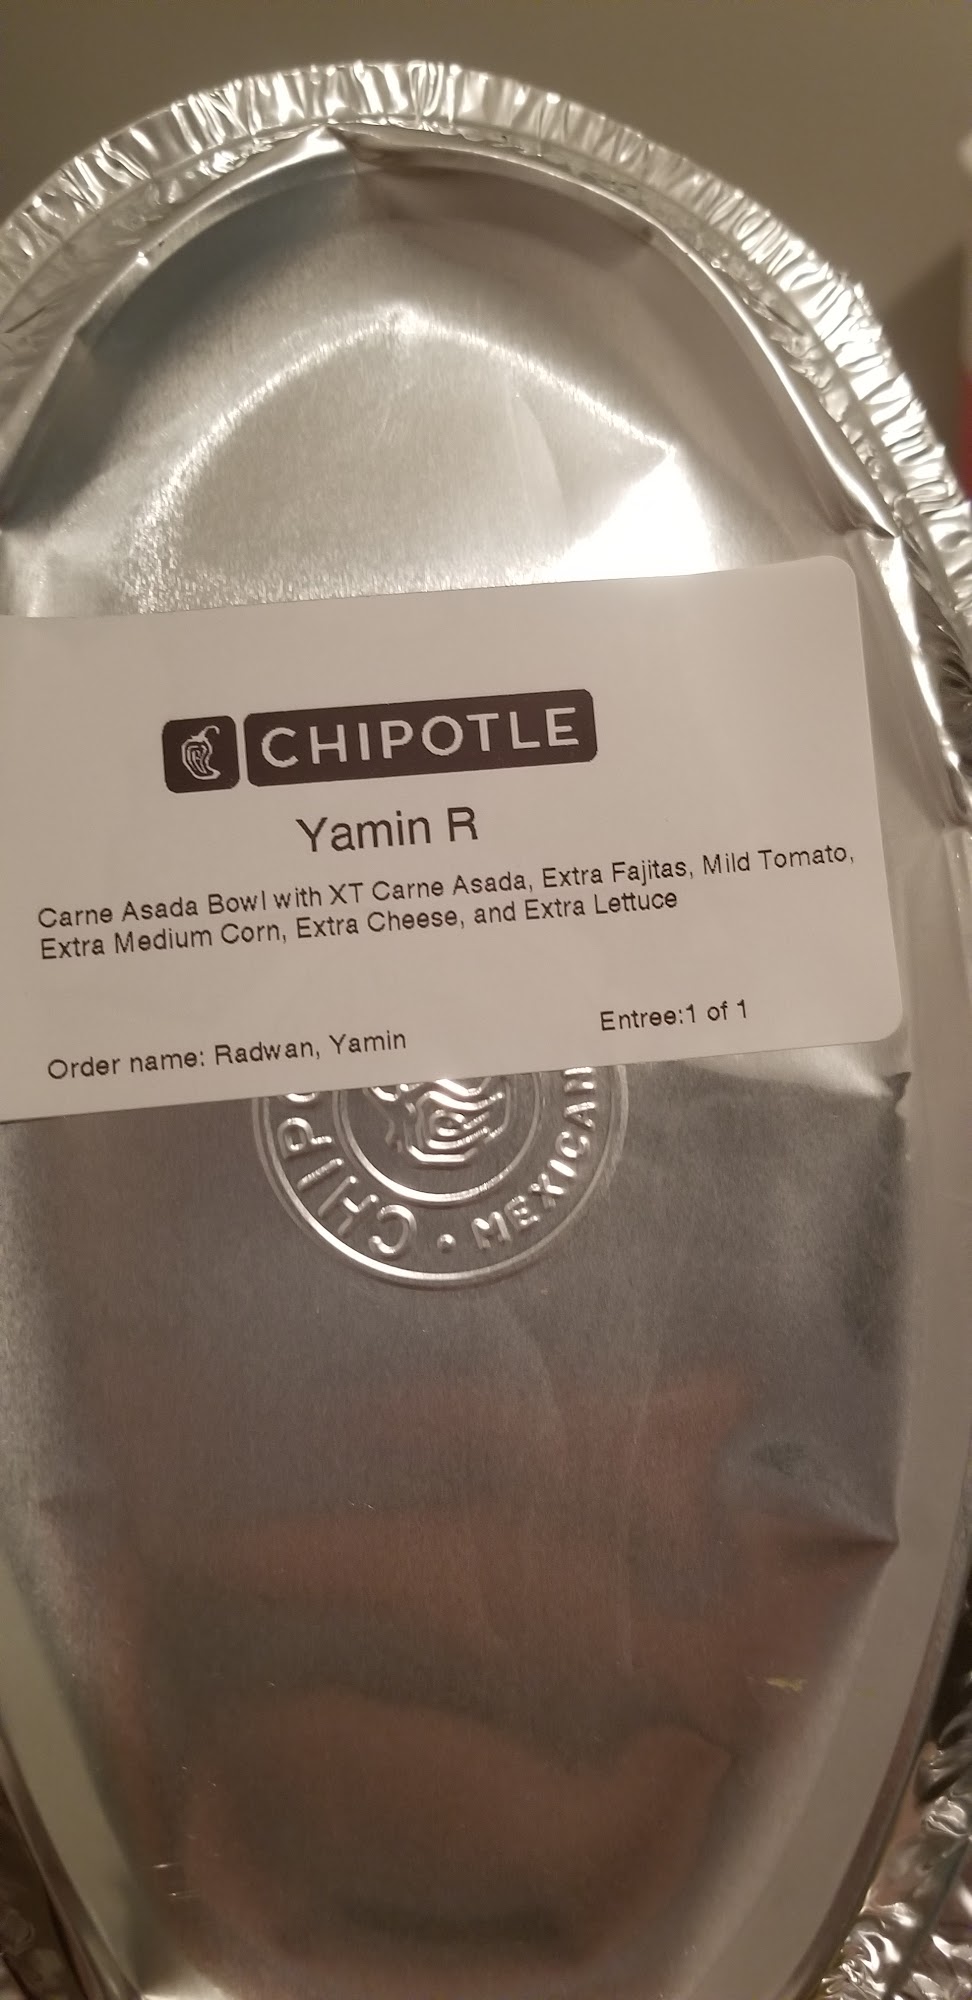 CHIPOTLE
Yamin R
Carne Asada Bowl with XT Carne Asada, Extra Fajitas, Mild Tomato,
Extra Medium Corn, Extra Cheese, and Extra Lettuce
Entree:1 of 1
Order name: Radwan, Yamin
CHIPO
• MEXICAN